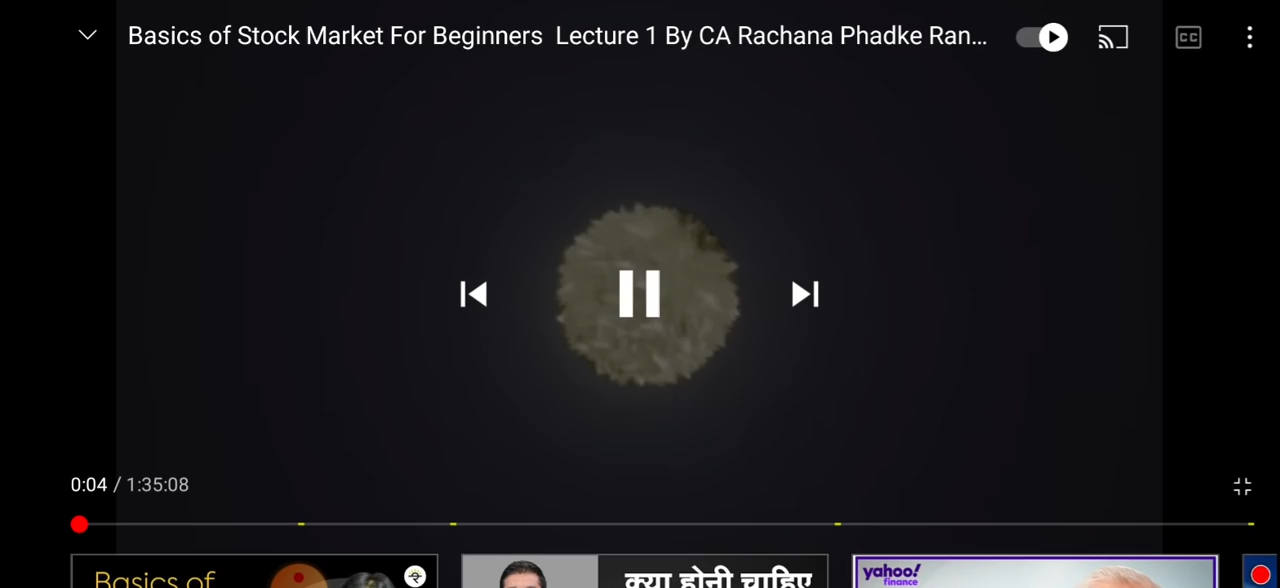 Basics of Stock Market For Beginners Lecture 1 By CA Rachana Phadke Ran...
CC
0:04 / 1:35:08
Basics of
क्या होनी चाहिए
yahoo!
finance